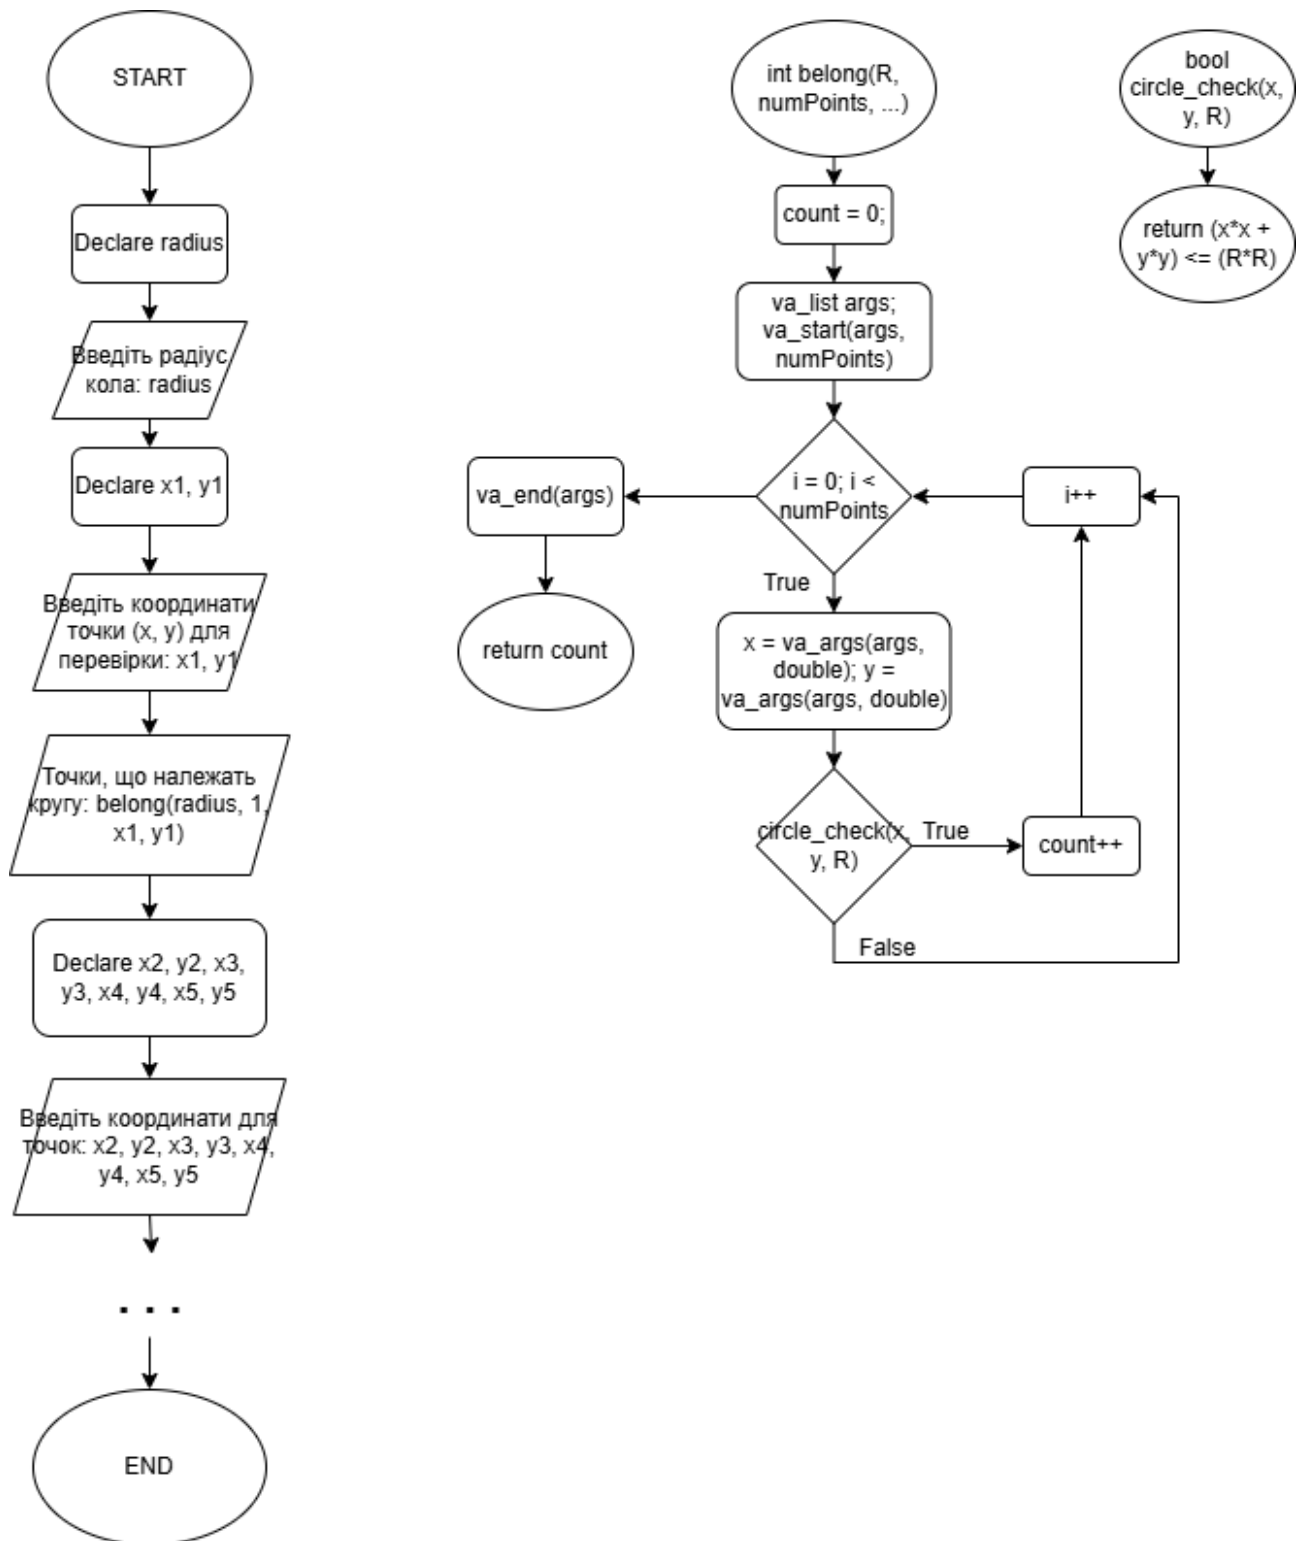 START
Declare radius
Введіть радіус
кола: radius
Declare x1, y1
Введіть координати
точки (x, y) для
перевірки: x1, y1
Точки, що належать
кругу: belong(radius, 1,
x1, y1)
Declare x2, y2, x3,
y3, x4, y4, x5, y5
Введіть координати для
точок: x2, y2, x3, y3, x4,
y4, x5, y5
. . .
END
int belong(R,
numPoints, ...)
count = 0;
va_list args;
va_start(args,
numPoints)
i = 0; i <
numPoints
va_end(args)
return count
i++
True
x = va_args(args,
double); y =
va_args(args, double)
circle_check(x,
y, R)
True
count++
False
bool
circle_check(x,
y, R)
return (x*x +
y*y) <= (R*R)